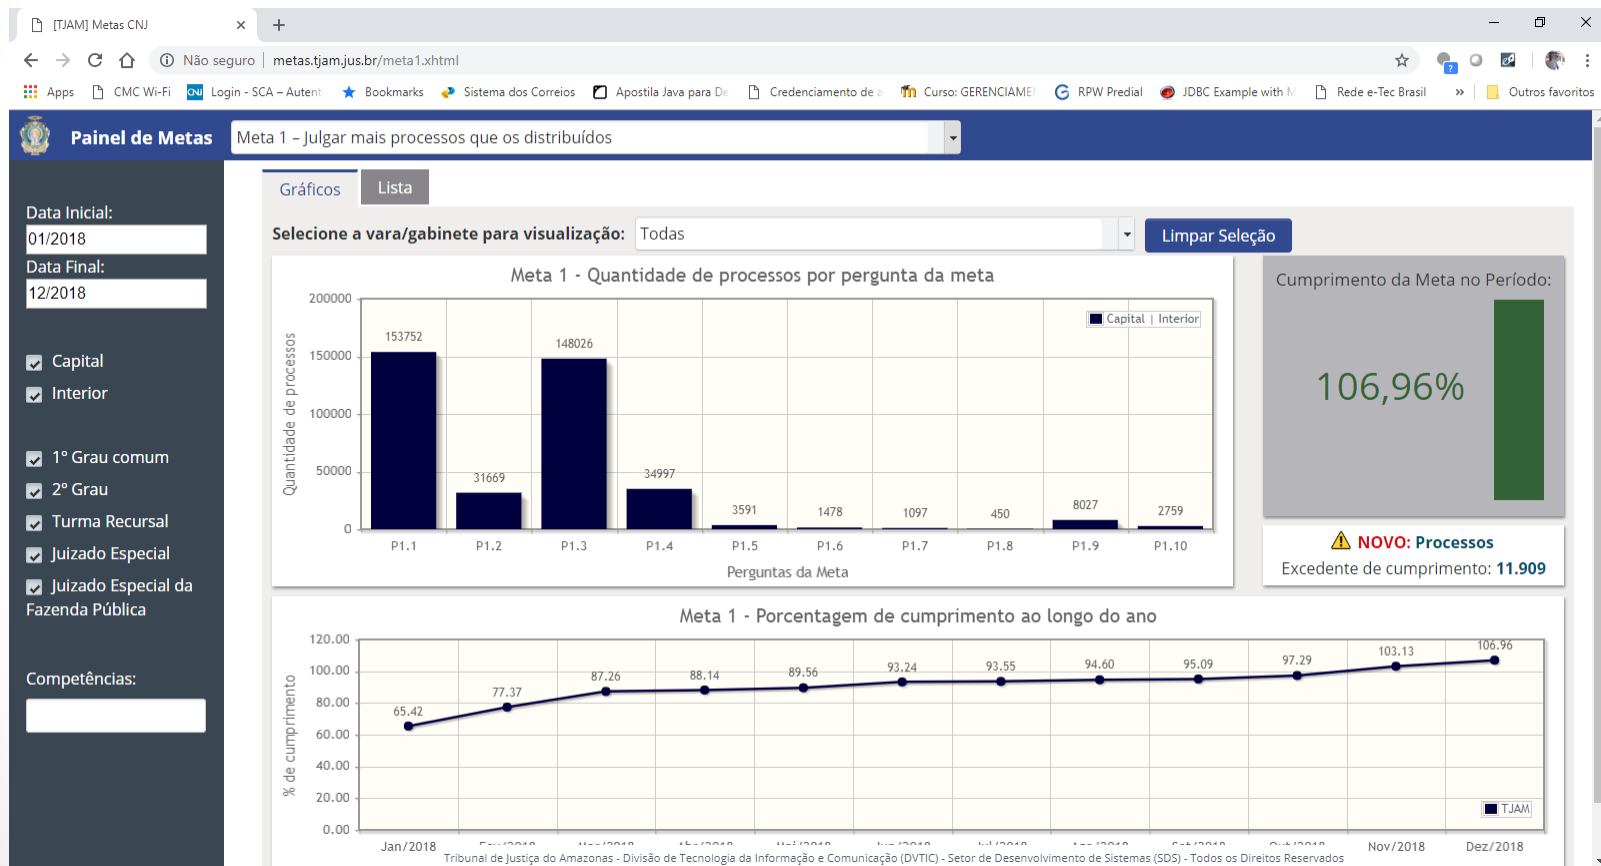 [TJAM] Metas CNJ
Não seguro | metas.tjam.jus.br/meta1.xhtml
Apps CMC Wi-Fi Login - SCA – Autent Bookmarks Sistema dos Correios Apostila Java para De Credenciamento de a Curso: GERENCIAMEN RPW Predial JDBC Example with M Rede e-Tec Brasil » Outros favoritos
Painel de Metas
Meta 1 – Julgar mais processos que os distribuídos
Data Inicial:
01/2018
Data Final:
12/2018
Capital
Interior
1º Grau comum
2º Grau
Turma Recursal
Juizado Especial
Juizado Especial da
Fazenda Pública
Competências:
Gráficos Lista
Selecione a vara/gabinete para visualização: Todas Limpar Seleção
Meta 1 - Quantidade de processos por pergunta da meta
Quantidade de processos
200000
150000
100000
50000
0
Capital | Interior
153752 31669 148026 34997 3591 1478 1097 450 8027 2759
P1.1 P1.2 P1.3 P1.4 P1.5 P1.6 P1.7 P1.8 P1.9 P1.10
Perguntas da Meta
Cumprimento da Meta no Período:
106,96%
NOVO: Processos
Excedente de cumprimento: 11.909
Meta 1 - Porcentagem de cumprimento ao longo do ano
% de cumprimento
120.00
100.00
80.00
60.00
40.00
20.00
0.00
65.42 77.37 87.26 88.14 89.56 93.24 93.55 94.60 95.09 97.29 103.13 106.96
TJAM
Jan/2018 Nov/2018 Dez/2018
Tribunal de Justiça do Amazonas - Divisão de Tecnologia da Informação e Comunicação (DVTIC) - Setor de Desenvolvimento de Sistemas (SDS) - Todos os Direitos Reservados